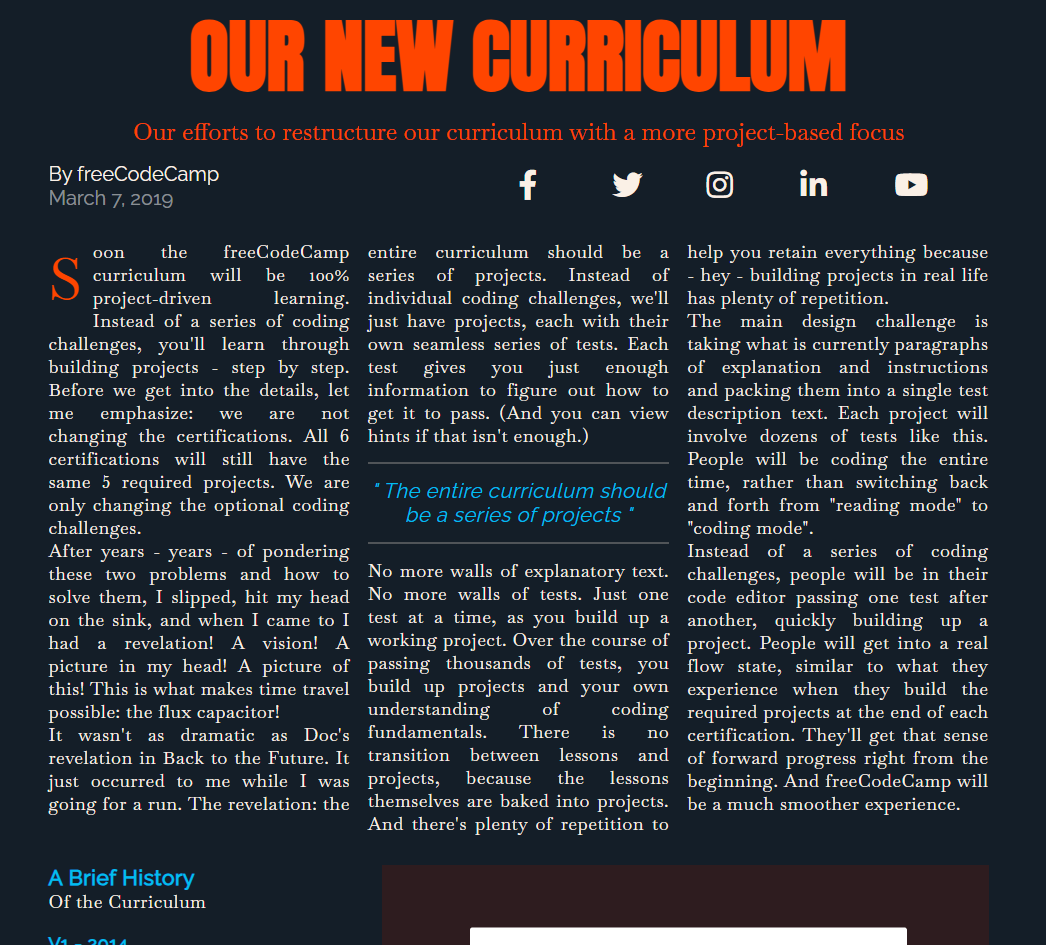 OUR NEW CURRICULUM
Our efforts to restructure our curriculum with a more project-based focus
By freeCodeCamp
March 7, 2019
Soon the freeCodeCamp
curriculum will be 100%
project-driven learning.
Instead of a series of coding
challenges, you'll learn through
building projects - step by step.
Before we get into the details, let
me emphasize: we are not
changing the certifications. All 6
certifications will still have the
same 5 required projects. We are
only changing the optional coding
challenges.
After years - years - of pondering
these two problems and how to
solve them, I slipped, hit my head
on the sink, and when I came to I
had a revelation! A vision! A
picture in my head! A picture of
this! This is what makes time travel
possible: the flux capacitor!
It wasn't as dramatic as Doc's
revelation in Back to the Future. It
just occurred to me while I was
going for a run. The revelation: the
entire curriculum should be a
series of projects. Instead of
individual coding challenges, we'll
just have projects, each with their
own seamless series of tests. Each
test gives you just enough
information to figure out how to
get it to pass. (And you can view
hints if that isn't enough.)
" The entire curriculum should
be a series of projects "
No more walls of explanatory text.
No more walls of tests. Just one
test at a time, as you build up a
working project. Over the course of
passing thousands of tests, you
build up projects and your own
understanding of coding
fundamentals. There is no
transition between lessons and
projects, because the lessons
themselves are baked into projects.
And there's plenty of repetition to
help you retain everything because
- hey - building projects in real life
has plenty of repetition.
The main design challenge is
taking what is currently paragraphs
of explanation and instructions
and packing them into a single test
description text. Each project will
involve dozens of tests like this.
People will be coding the entire
time, rather than switching back
and forth from "reading mode" to
"coding mode".
Instead of a series of coding
challenges, people will be in their
code editor passing one test after
another, quickly building up a
project. People will get into a real
flow state, similar to what they
experience when they build the
required projects at the end of each
certification. They'll get that sense
of forward progress right from the
beginning. And freeCodeCamp will
be a much smoother experience.
A Brief History
Of the Curriculum
V1 - 2014